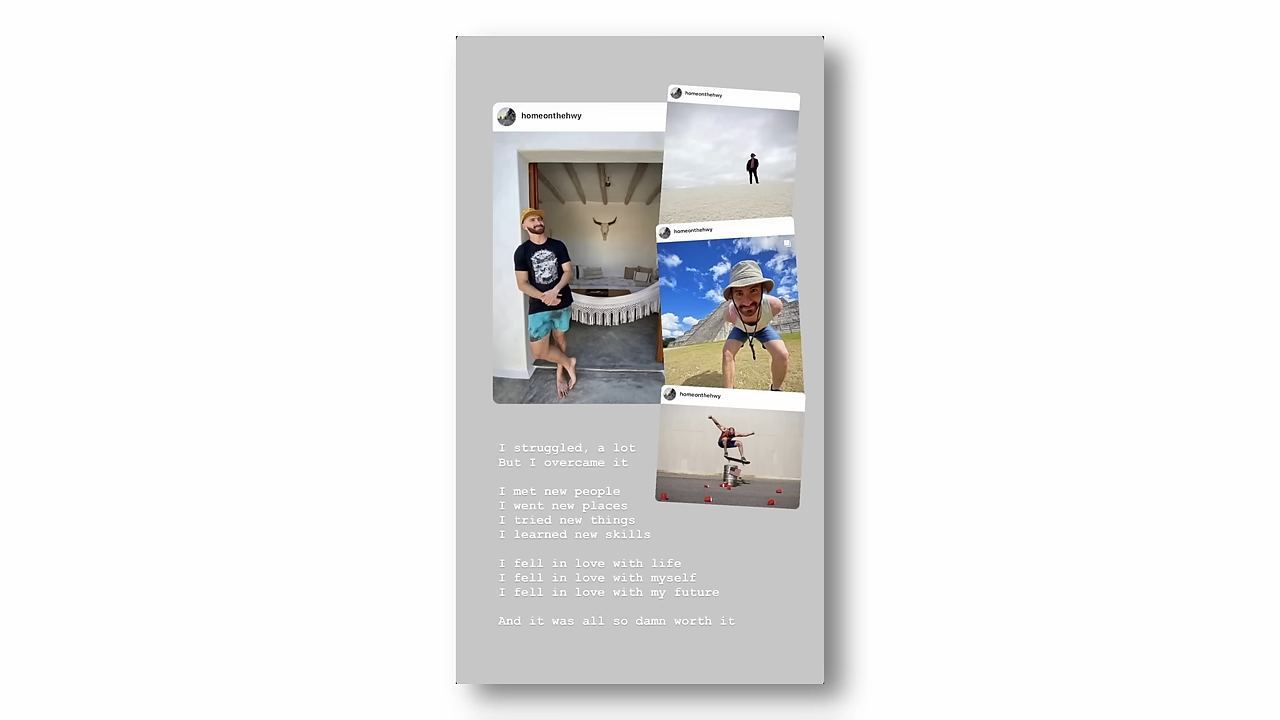 homeonthehwy
homeonthehwy
homeonthehwy
homeonthehwy
I struggled, a lot
But I overcame it
I met new people
I went new places
I tried new things
I learned new skills
I fell in love with life
I fell in love with myself
I fell in love with my future
And it was all so damn worth it